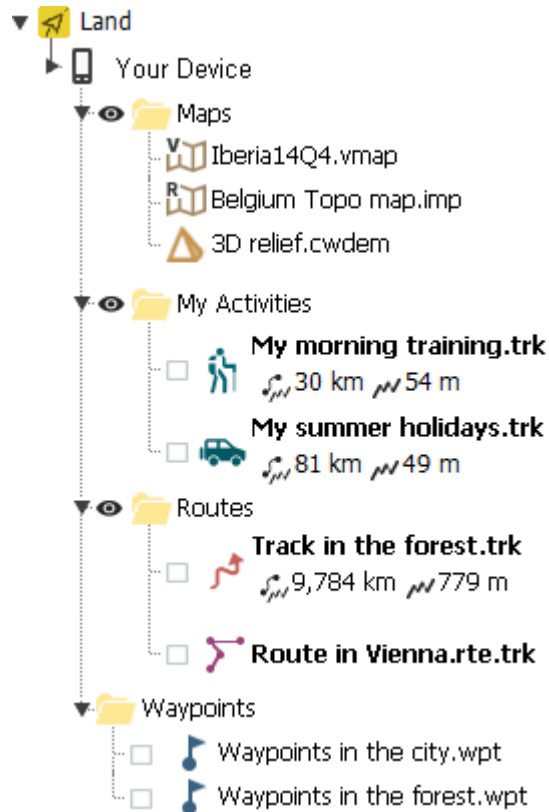 Land
Your Device
Maps
V Iberia14Q4.vmap
R Belgium Topo map.imp
3D relief.cwdem
My Activities
My morning training.trk
30 km 54 m
My summer holidays.trk
81 km 49 m
Routes
Track in the forest.trk
9,784 km 779 m
Route in Vienna.rte.trk
Waypoints
Waypoints in the city.wpt
Waypoints in the forest.wpt